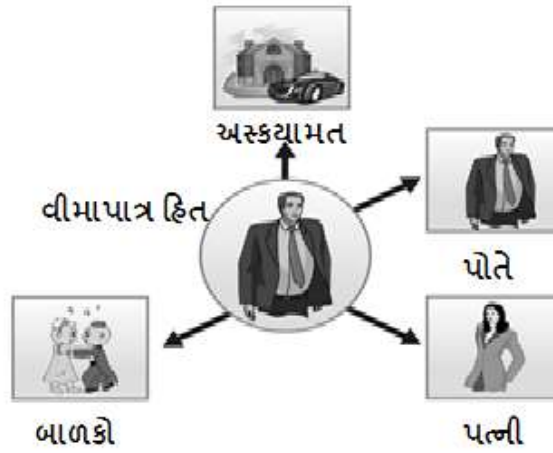 અસ્કયામત
વીમાપાત્ર હિત
પોતે
બાળકો
પત્ની